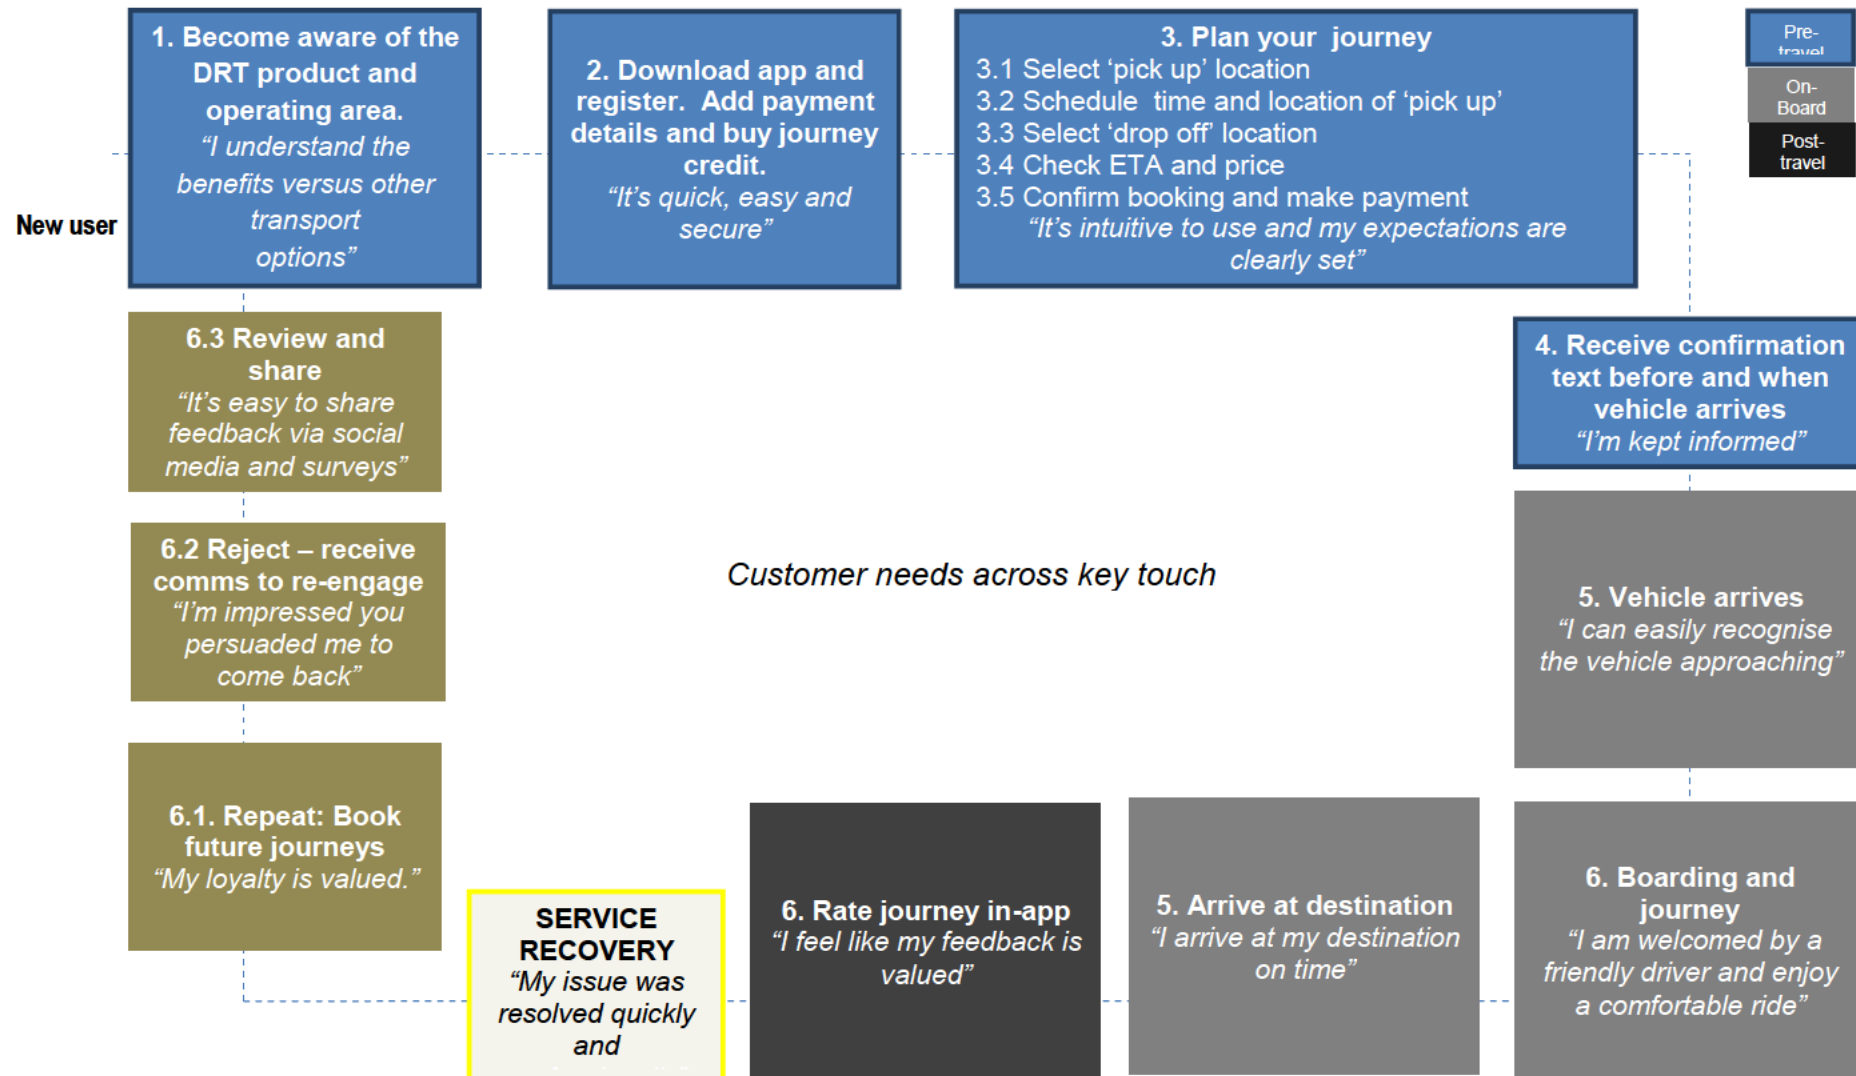 1. Become aware of the
DRT product and
operating area.
“I understand the
benefits versus other
transport
options”
2. Download app and
register.  Add payment
details and buy journey
credit.
“It’s quick, easy and
secure”
3. Plan your  journey
3.1 Select ‘pick up’ location
3.2 Schedule  time and location of ‘pick up’
3.3 Select ‘drop off’ location
3.4 Check ETA and price
3.5 Confirm booking and make payment
“It’s intuitive to use and my expectations are
clearly set”
Pre-
travel
On-
Board
Post-
travel
New user
4. Receive confirmation
text before and when
vehicle arrives
“I’m kept informed”
6.3 Review and
share
“It’s easy to share
feedback via social
media and surveys”
6.2 Reject – receive
comms to re-engage
“I’m impressed you
persuaded me to
come back”
Customer needs across key touch
5. Vehicle arrives
“I can easily recognise
the vehicle approaching”
6.1. Repeat: Book
future journeys
“My loyalty is valued.”
SERVICE
RECOVERY
“My issue was
resolved quickly
and
6. Rate journey in-app
“I feel like my feedback is
valued”
5. Arrive at destination
“I arrive at my destination
on time”
6. Boarding and
journey
“I am welcomed by a
friendly driver and enjoy
a comfortable ride”